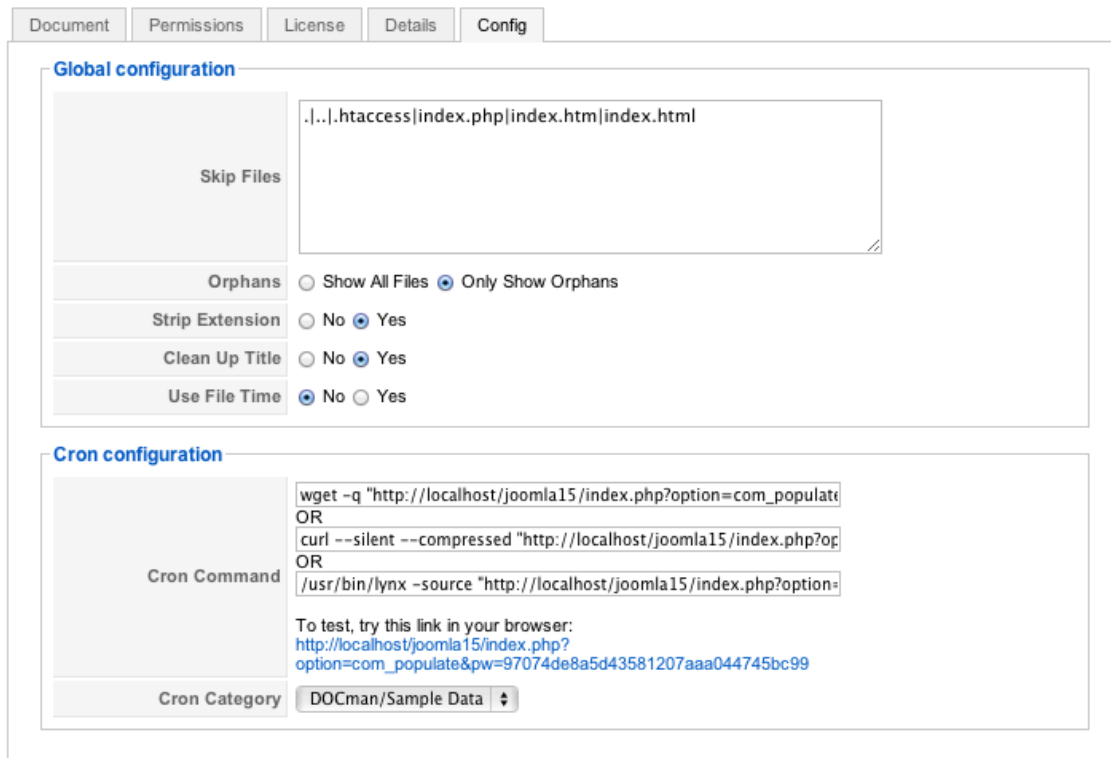 Document Permissions License Details Config
Global configuration
Skip Files .|..|.htaccess|index.php|index.htm|index.html
Orphans Show All Files Only Show Orphans
Strip Extension No Yes
Clean Up Title No Yes
Use File Time No Yes
Cron configuration
wget -q "http://localhost/joomla15/index.php?option=com_populate
OR
curl --silent --compressed "http://localhost/joomla15/index.php?op
OR
Cron Command /usr/bin/lynx -source "http://localhost/joomla15/index.php?option=
To test, try this link in your browser:
http://localhost/joomla15/index.php?
option=com_populate&pw=97074de8a5d43581207aaa044745bc99
Cron Category DOCman/Sample Data